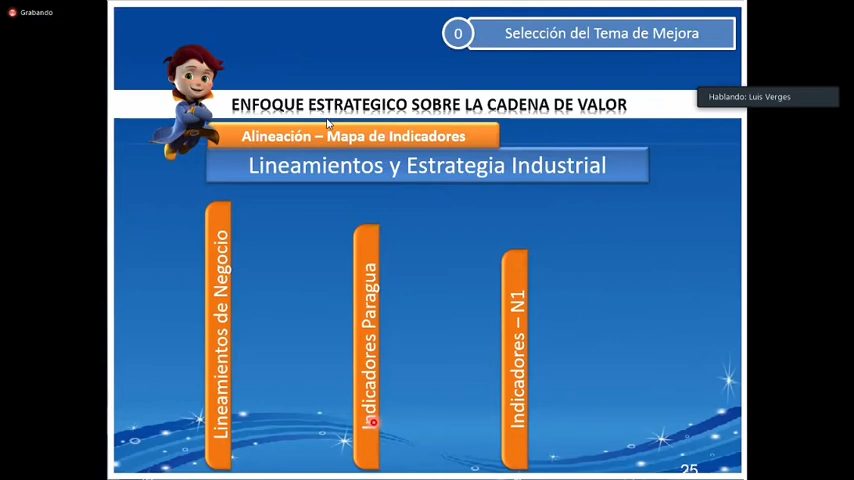 Grabando
0
Selección del Tema de Mejora
Hablando: Luis Verges
ENFOQUE ESTRATEGICO SOBRE LA CADENA DE VALOR
Alineación – Mapa de Indicadores
Lineamientos y Estrategia Industrial
Lineamientos de Negocio
Indicadores Paragua
Indicadores – N1
25